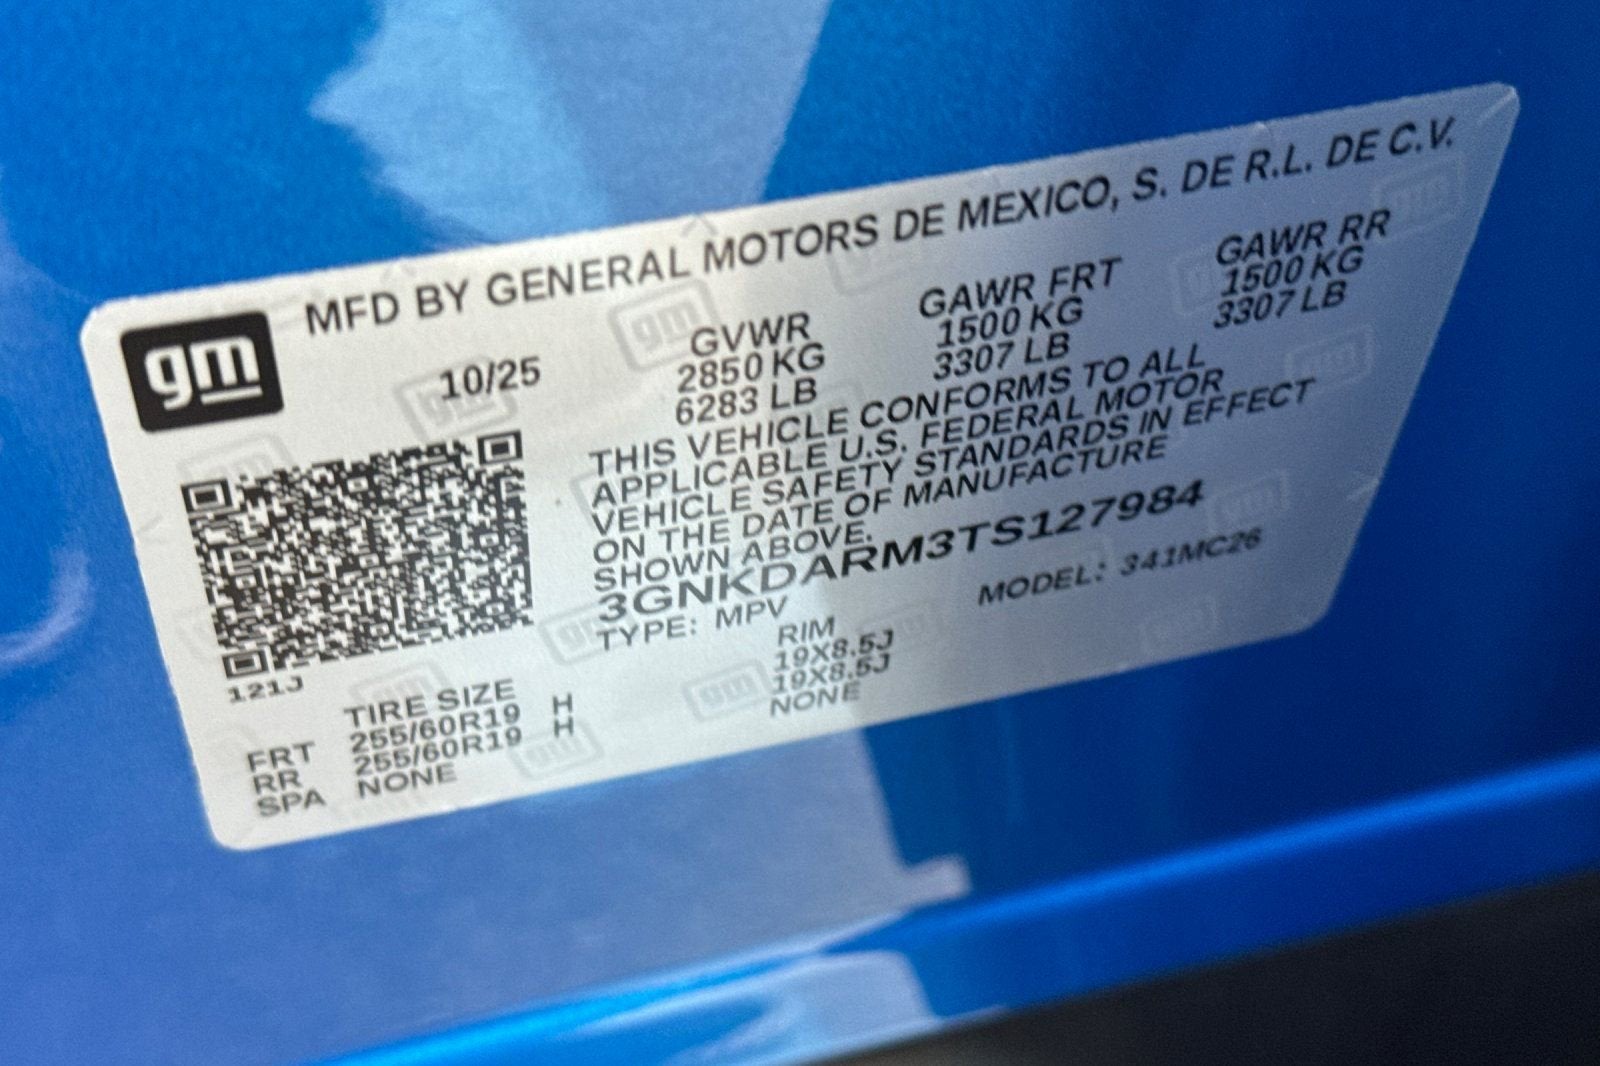 gm
MFD BY GENERAL MOTORS DE MEXICO, S. DE R.L. DE C.V.
10/25
GVWR
2850 KG
6283 LB
GAWR FRT
1500 KG
3307 LB
GAWR RR
1500 KG
3307 LB
THIS VEHICLE CONFORMS TO ALL
APPLICABLE U.S. FEDERAL MOTOR
VEHICLE SAFETY STANDARDS IN EFFECT
ON THE DATE OF MANUFACTURE
SHOWN ABOVE.
3GNKDARM3TS127984
TYPE: MPV
MODEL: 341MC26
121J
TIRE SIZE
RIM
FRT 255/60R19 H 19X8.5J
RR 255/60R19 H 19X8.5J
SPA NONE NONE